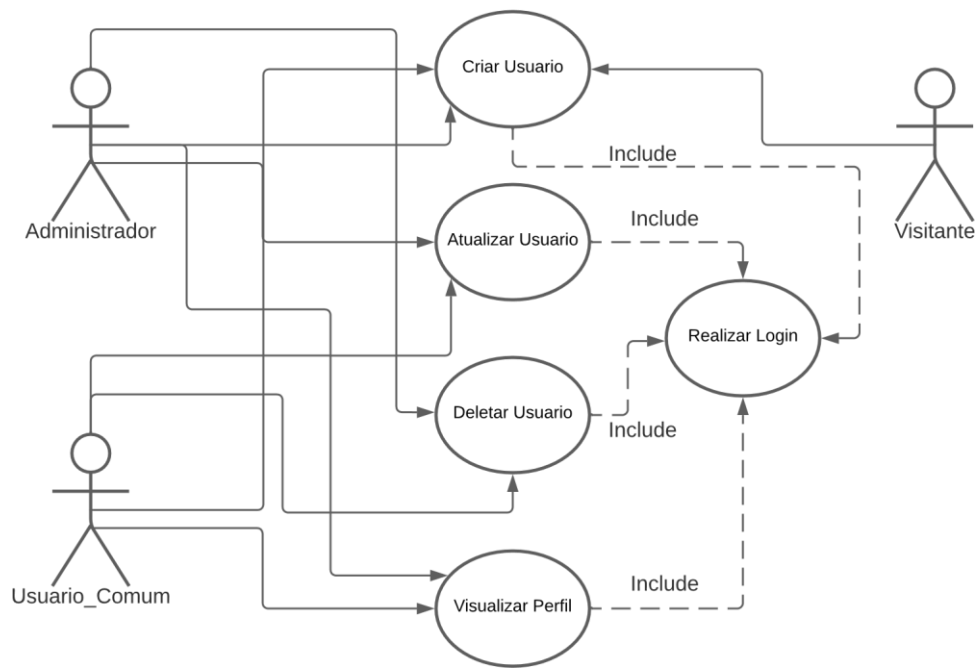 Criar Usuario
Include
Administrador
Visitante
Include
Atualizar Usuario
Realizar Login
Deletar Usuario
Include
Include
Usuario_Comum
Visualizar Perfil